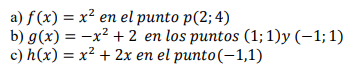 a) f(x) = x² en el punto p(2; 4)
b) g(x) = −x² + 2 en los puntos (1; 1)y (−1; 1)
c) h(x) = x² + 2x en el punto(−1,1)